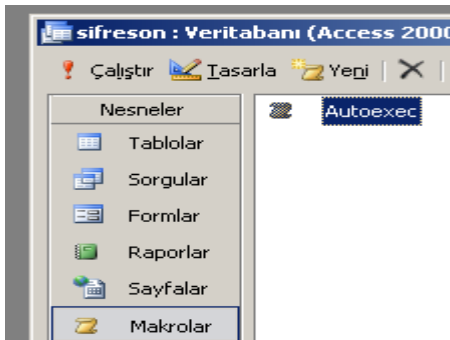 sifreson : Veritabanı (Access 2000
Çalıştır Tasarla Yeni
Nesneler
Autoexec
Tablolar
Sorgular
Formlar
Raporlar
Sayfalar
Makrolar